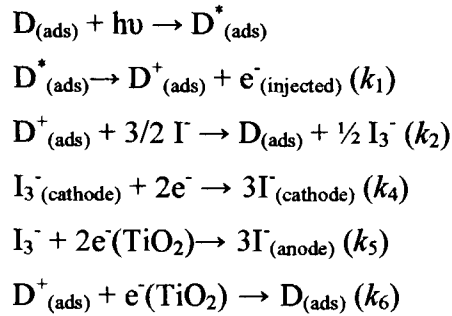 D(ads) + hυ → D*(ads)
D*(ads)→ D+(ads) + e-(injected) (k1)
D+(ads) + 3/2 I- → D(ads) + ½ I3- (k2)
I3-(cathode) + 2e- → 3I-(cathode) (k4)
I3- + 2e-(TiO2)→ 3I-(anode) (k5)
D+(ads) + e-(TiO2) → D(ads) (k6)